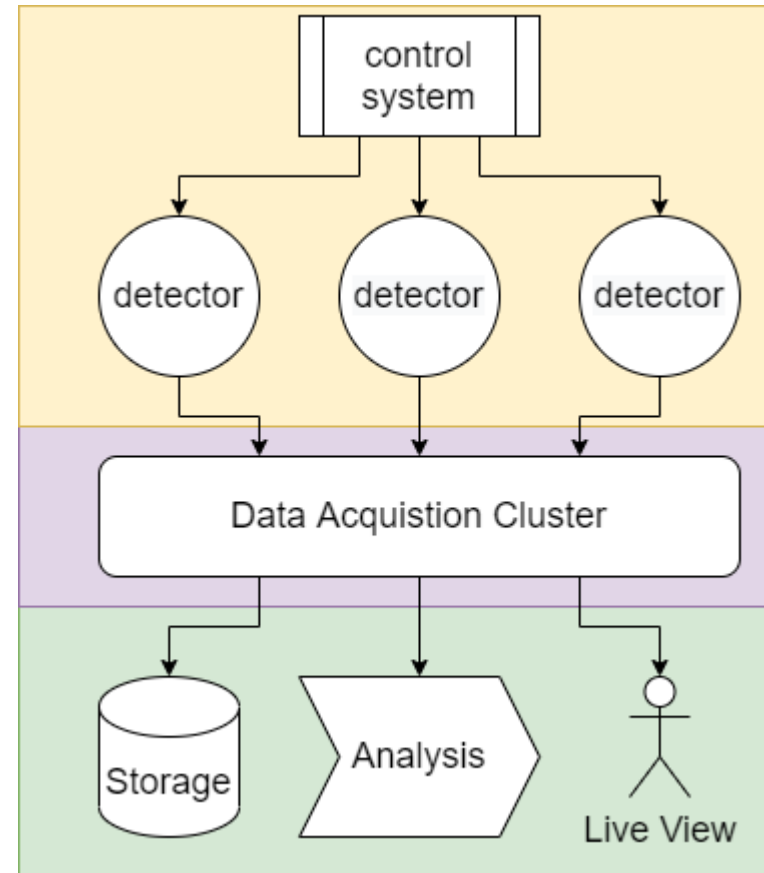 control
system
detector
detector
detector
Data Acquistion Cluster
Storage
Analysis
Live View